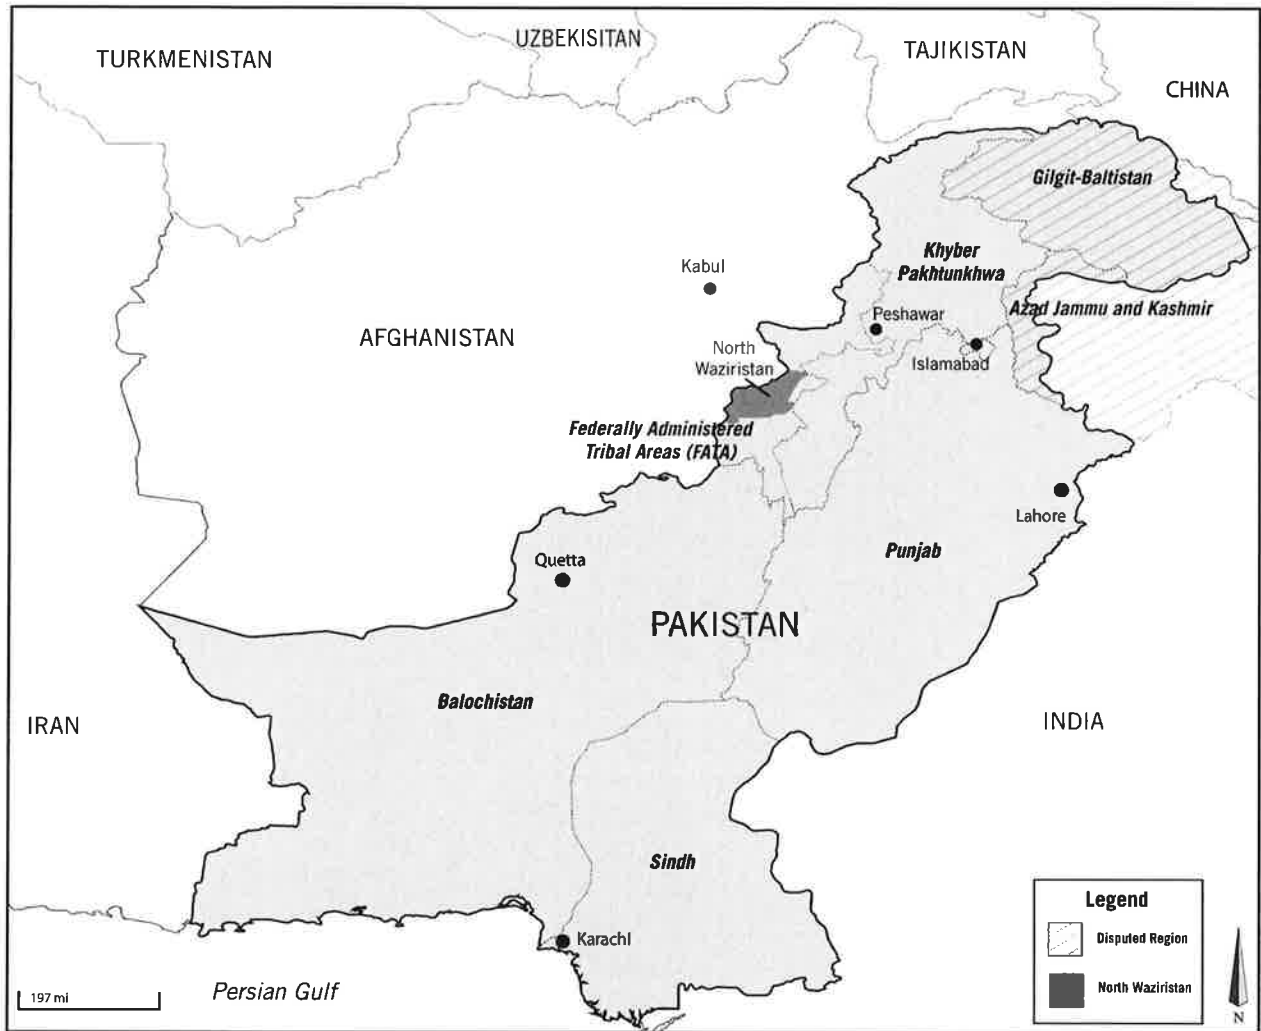 UZBEKISITAN
TURKMENISTAN
TAJIKISTAN
CHINA
Gilgit-Baltistan
Khyber
Pakhtunkhwa
Kabul
Azad Jammu and Kashmir
Peshawar
AFGHANISTAN
North
Waziristan
Islamabad
Federally Administered
Tribal Areas (FATA)
Lahore
Quetta
Punjab
PAKISTAN
Balochistan
IRAN
INDIA
Sindh
Karachl
Persian Gulf
197 mi
Legend
Disputed Region
North Waziristan
N